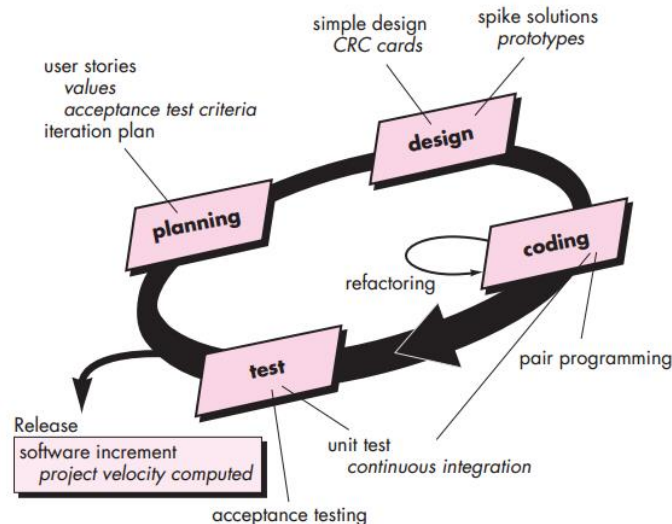 spike solutions
prototypes
simple design
CRC cards
user stories
values
acceptance test criteria
iteration plan
design
planning
coding
refactoring
test
pair programming
Release
software increment
project velocity computed
unit test
continuous integration
acceptance testing